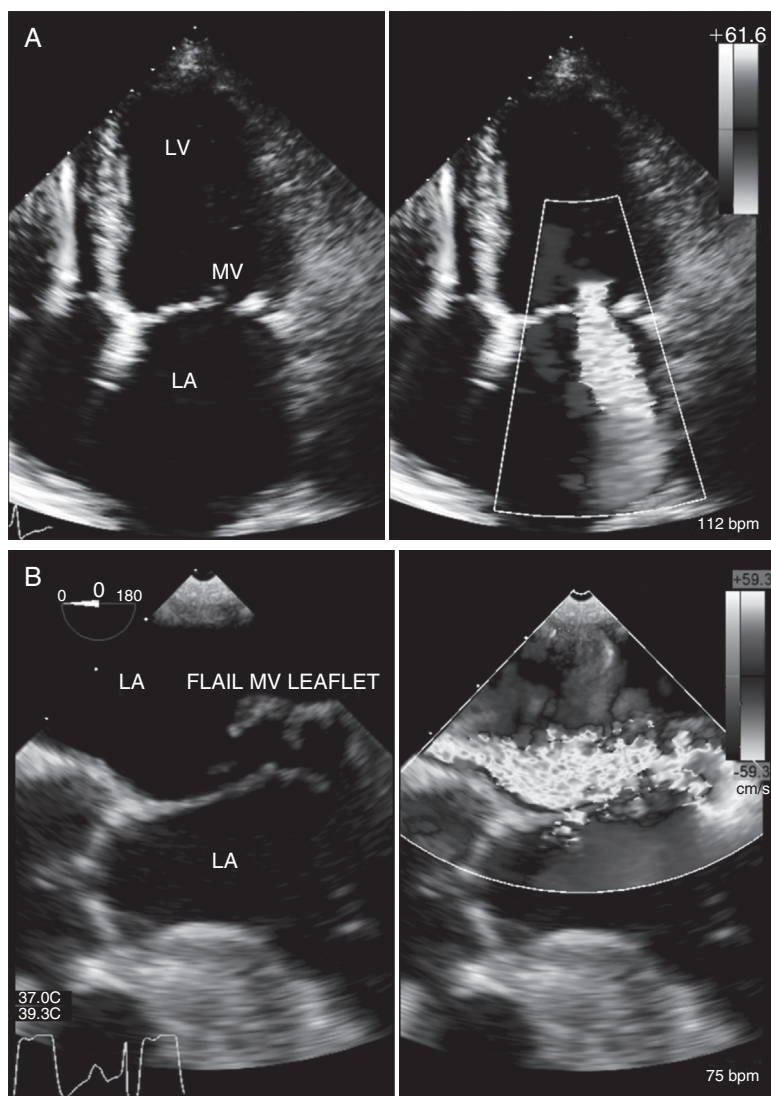 A
LV
MV
LA
+61.6
112 bpm
B
0 0 180
LA FLAIL MV LEAFLET
LA
37.0C
39.3C
+59.3
-59.3
cm/s
75 bpm